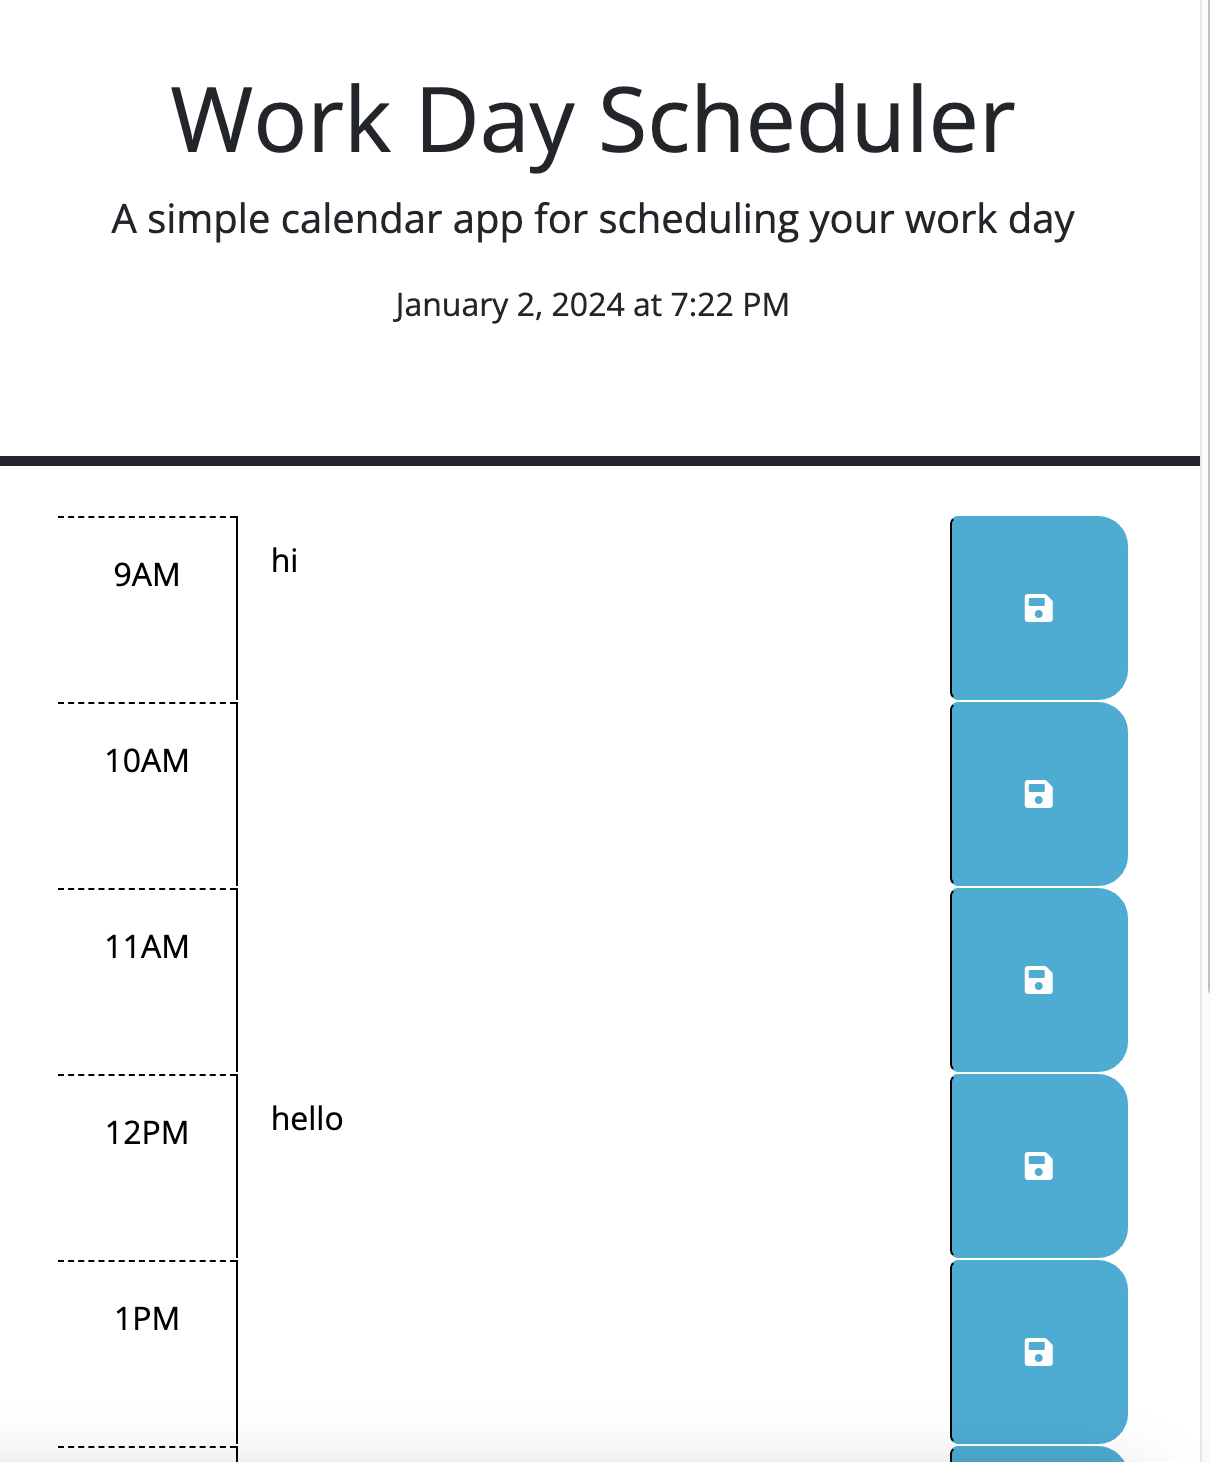 Work Day Scheduler
A simple calendar app for scheduling your work day
January 2, 2024 at 7:22 PM
9AM
hi
10AM
11AM
12PM
hello
1PM